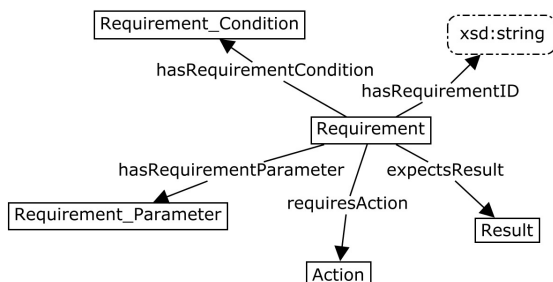 Requirement_Condition
xsd:string
hasRequirementCondition
hasRequirementID
Requirement
hasRequirementParameter
expectsResult
requiresAction
Requirement_Parameter
Result
Action